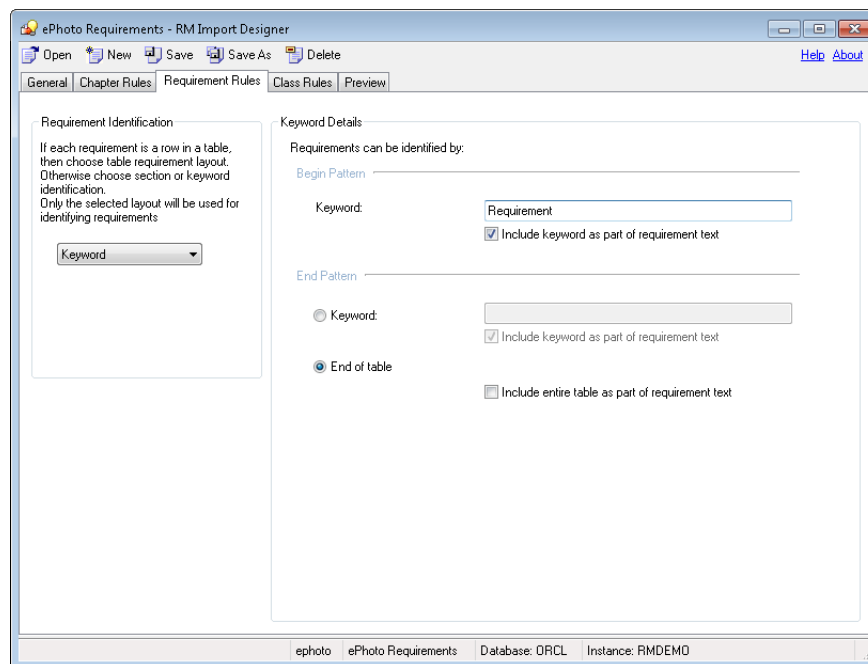 ePhoto Requirements - RM Import Designer
Open New Save Save As Delete Help About
General Chapter Rules Requirement Rules Class Rules Preview
Requirement Identification
If each requirement is a row in a table,
then choose table requirement layout.
Otherwise choose section or keyword
identification.
Only the selected layout will be used for
identifying requirements
Keyword
Keyword Details
Requirements can be identified by:
Begin Pattern
Keyword: Requirement
Include keyword as part of requirement text
End Pattern
Keyword:
Include keyword as part of requirement text
End of table
Include entire table as part of requirement text
ephoto ePhoto Requirements Database: ORCL Instance: RMDEMO